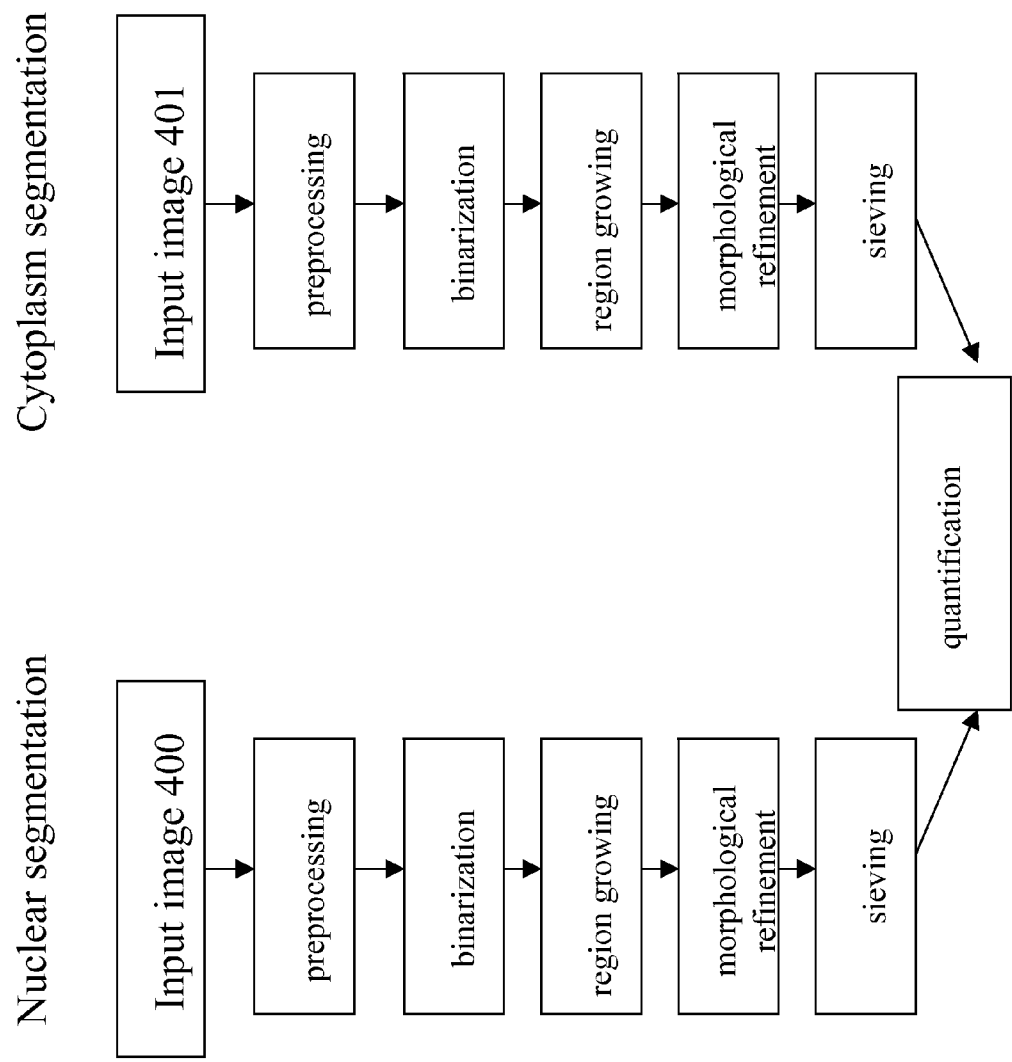 Nuclear segmentation
Input image 400
preprocessing
binarization
region growing
morphological
refinement
sieving
Cytoplasm segmentation
Input image 401
preprocessing
binarization
region growing
morphological
refinement
sieving
quantification